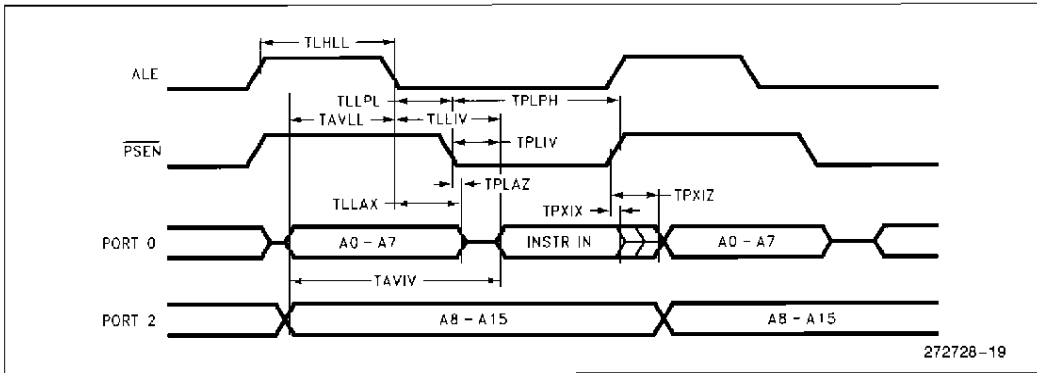 TLHLL
ALE
TLLPL TPLPH
TAVLL TLLIV
PSEN TPLIV
TPLAZ
TLLAX TPXIZ
TPXIX
PORT 0 A0-A7 INSTR IN A0-A7
TAVIV
PORT 2 A8-A15 A8-A15
272728-19